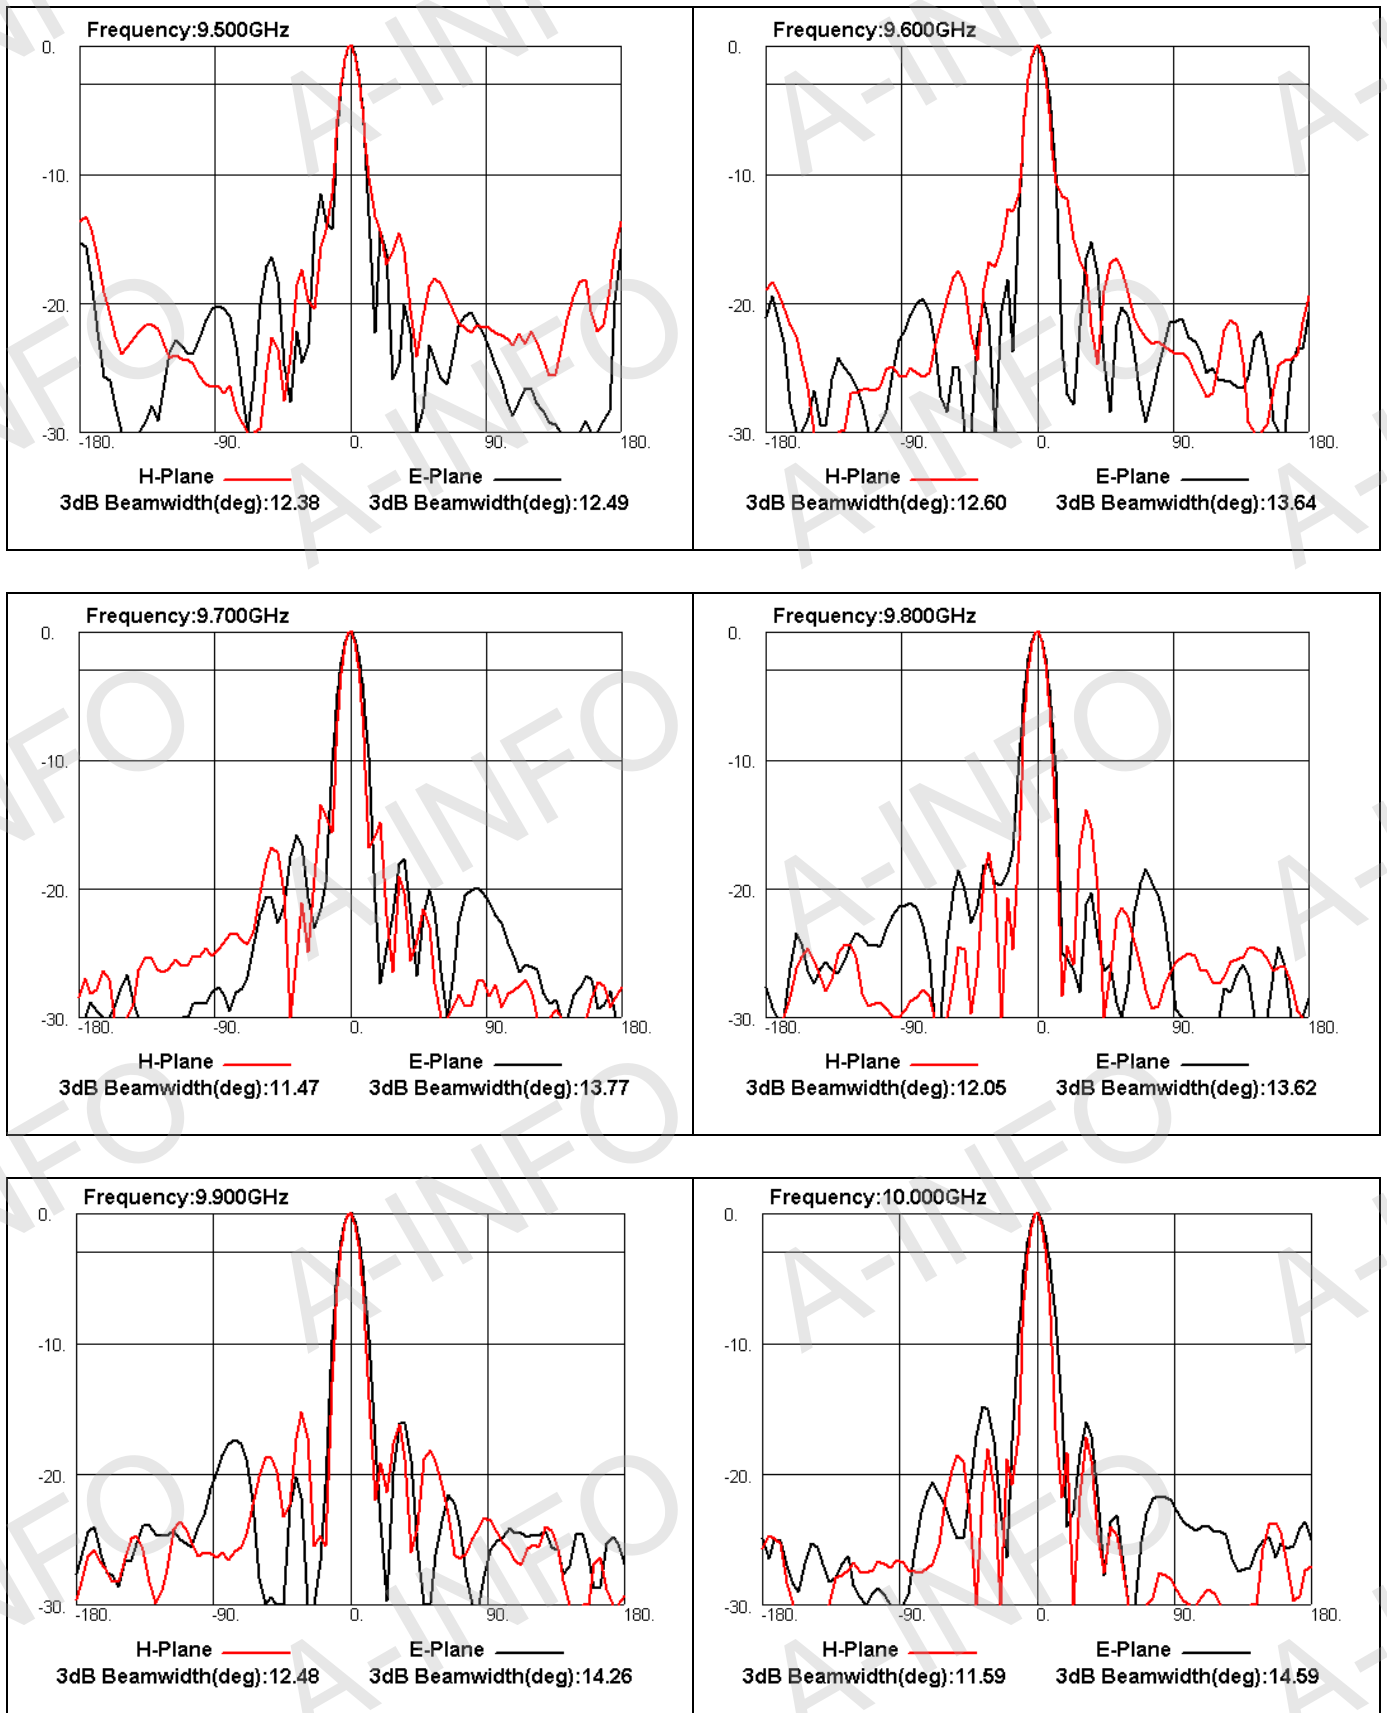 Frequency:9.500GHz
0.
-10.
-20.
-30.
-180. -90. 0. 90. 180.
H-Plane E-Plane
3dB Beamwidth(deg):12.38 3dB Beamwidth(deg):12.49
Frequency:9.600GHz
0.
-10.
-20.
-30.
-180. -90. 0. 90. 180.
H-Plane E-Plane
3dB Beamwidth(deg):12.60 3dB Beamwidth(deg):13.64
Frequency:9.700GHz
0.
-10.
-20.
-30.
-180. -90. 0. 90. 180.
H-Plane E-Plane
3dB Beamwidth(deg):11.47 3dB Beamwidth(deg):13.77
Frequency:9.800GHz
0.
-10.
-20.
-30.
-180. -90. 0. 90. 180.
H-Plane E-Plane
3dB Beamwidth(deg):12.05 3dB Beamwidth(deg):13.62
Frequency:9.900GHz
0.
-10.
-20.
-30.
-180. -90. 0. 90. 180.
H-Plane E-Plane
3dB Beamwidth(deg):12.48 3dB Beamwidth(deg):14.26
Frequency:10.000GHz
0.
-10.
-20.
-30.
-180. -90. 0. 90. 180.
H-Plane E-Plane
3dB Beamwidth(deg):11.59 3dB Beamwidth(deg):14.59
A-INFO
A-INFO
A-INFO
A-INFO